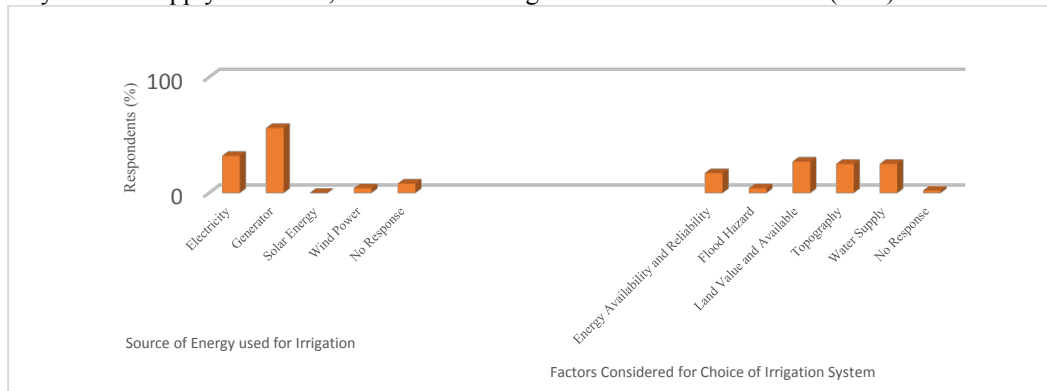 100
Respondents (%)
0
Electricity
Generator
Solar Energy
Wind Power
No Response
Energy Availability and Reliability
Flood Hazard
Land Value and Available
Topography
Water Supply
No Response
Source of Energy used for Irrigation
Factors Considered for Choice of Irrigation System